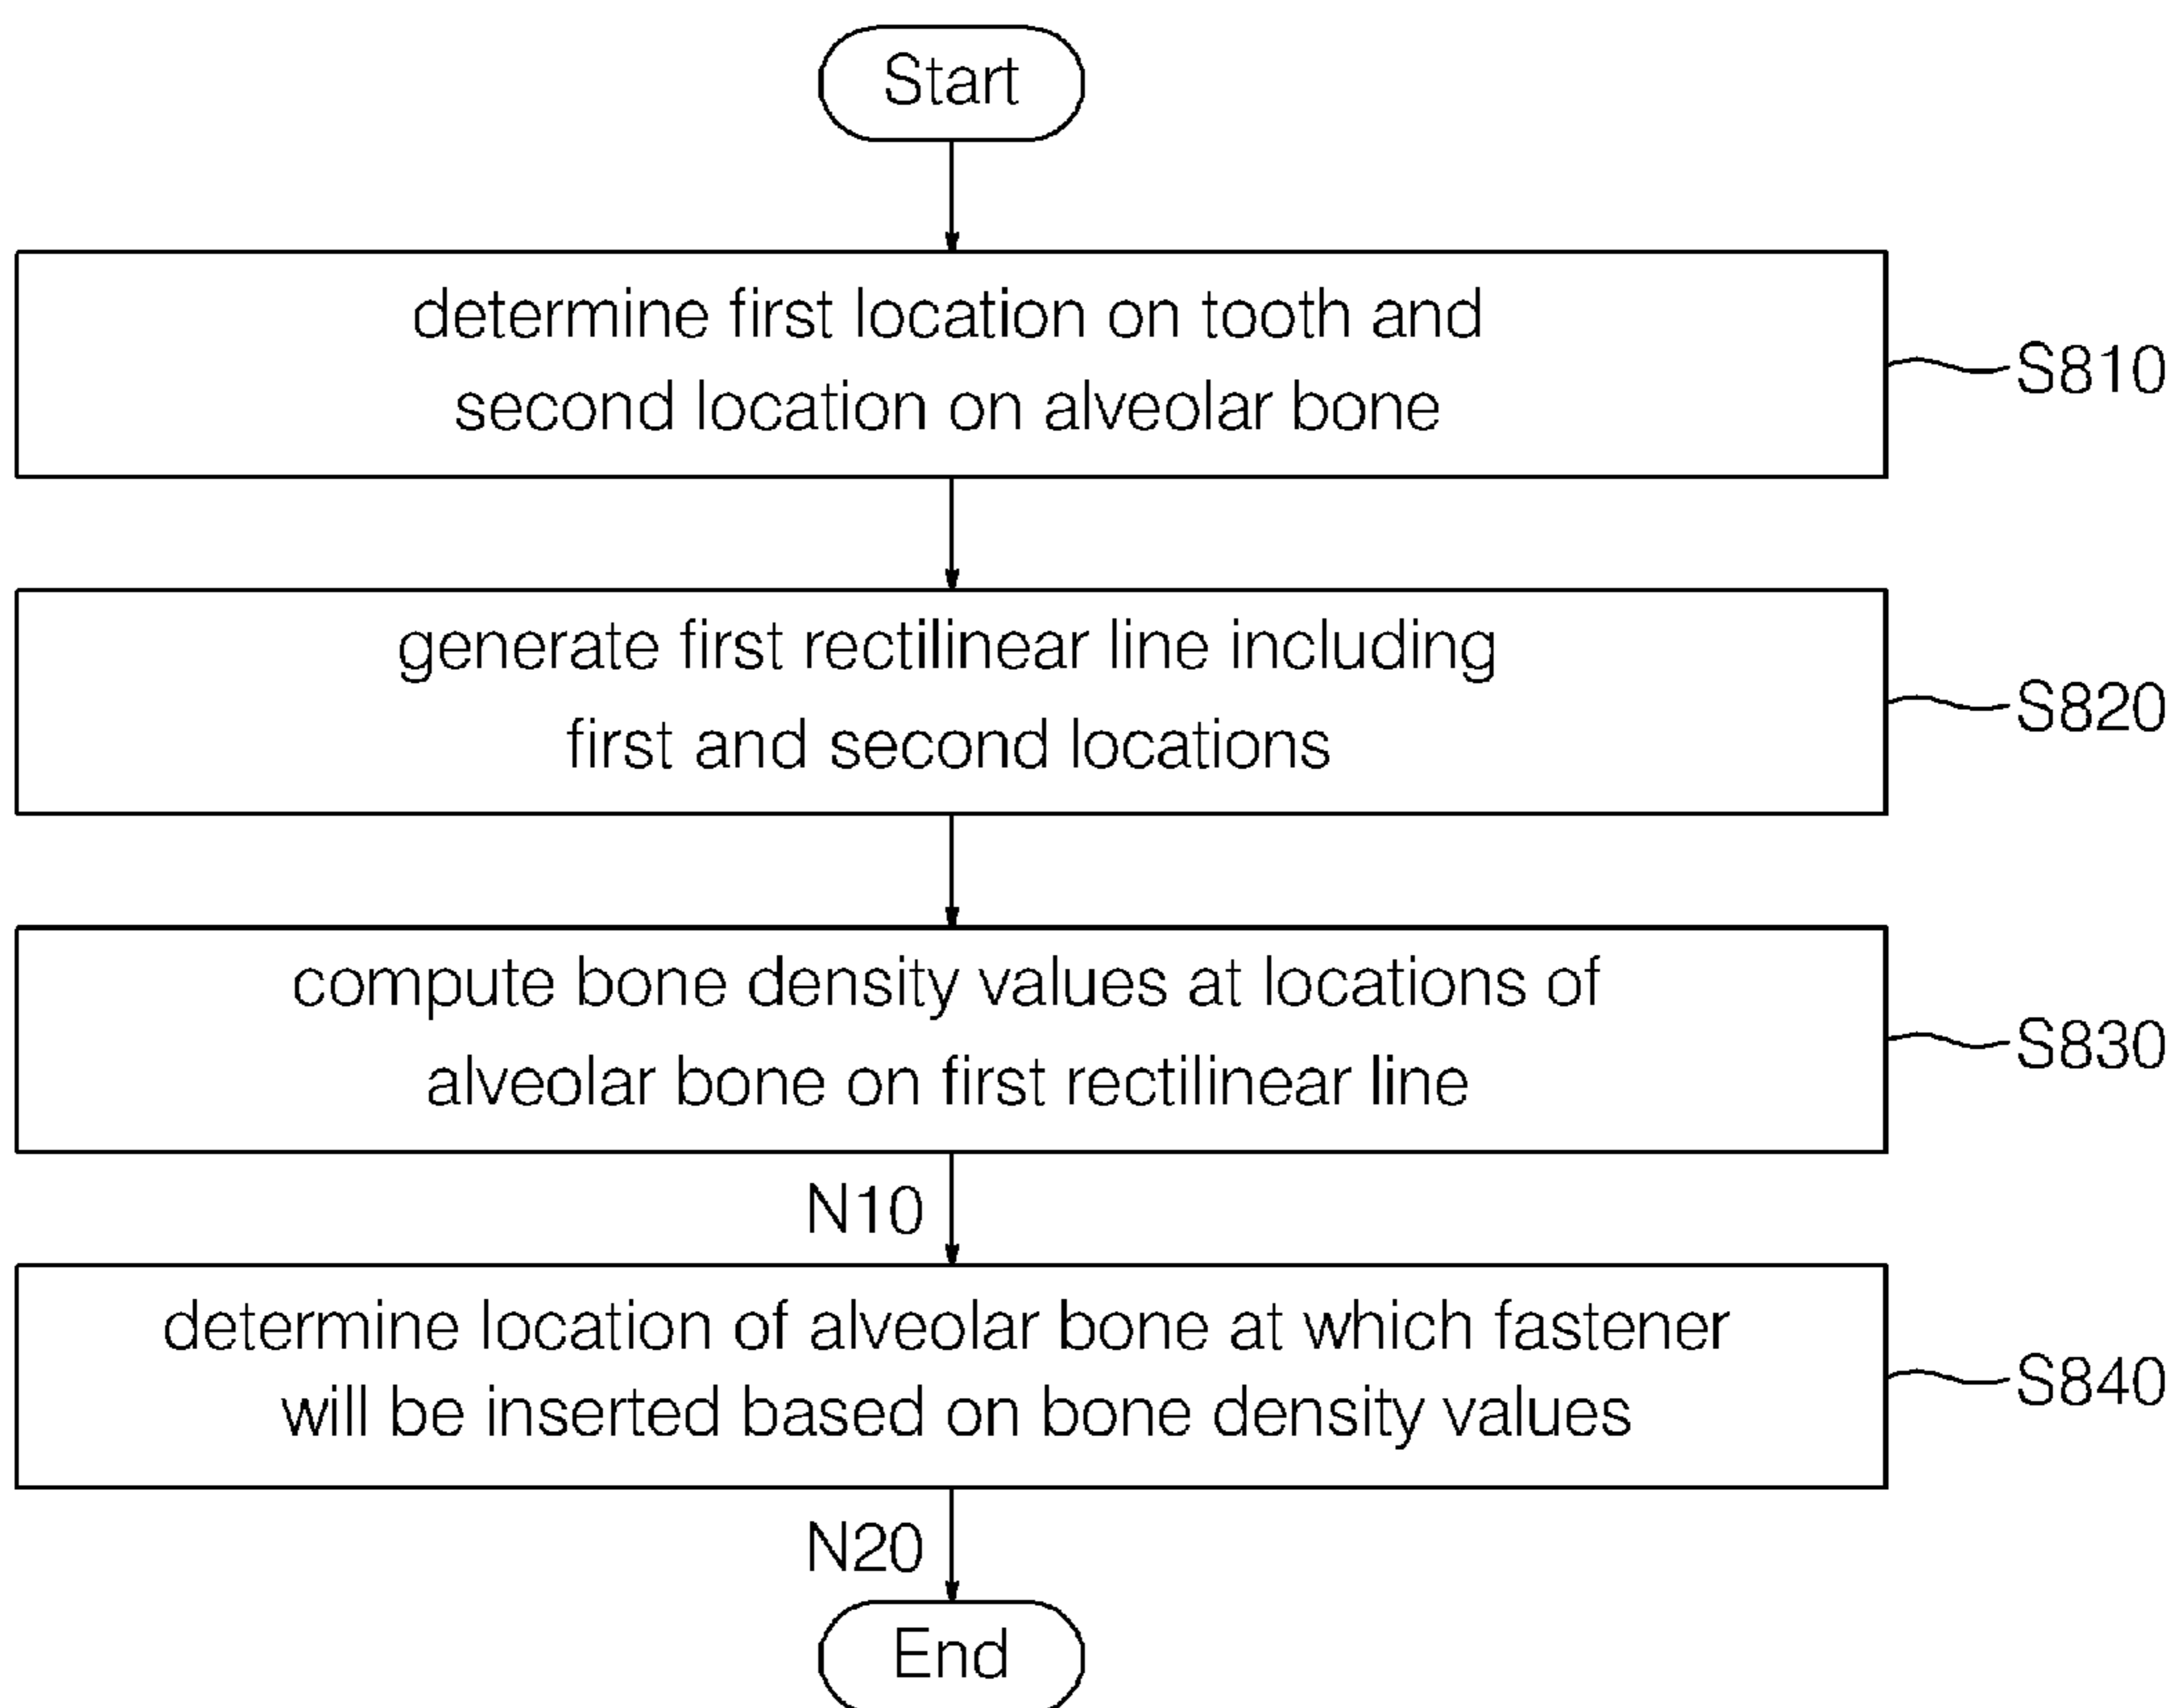 Start
determine first location on tooth and
second location on alveolar bone
S810
generate first rectilinear line including
first and second locations
S820
compute bone density values at locations of
alveolar bone on first rectilinear line
S830
N10
determine location of alveolar bone at which fastener
will be inserted based on bone density values
S840
N20
End